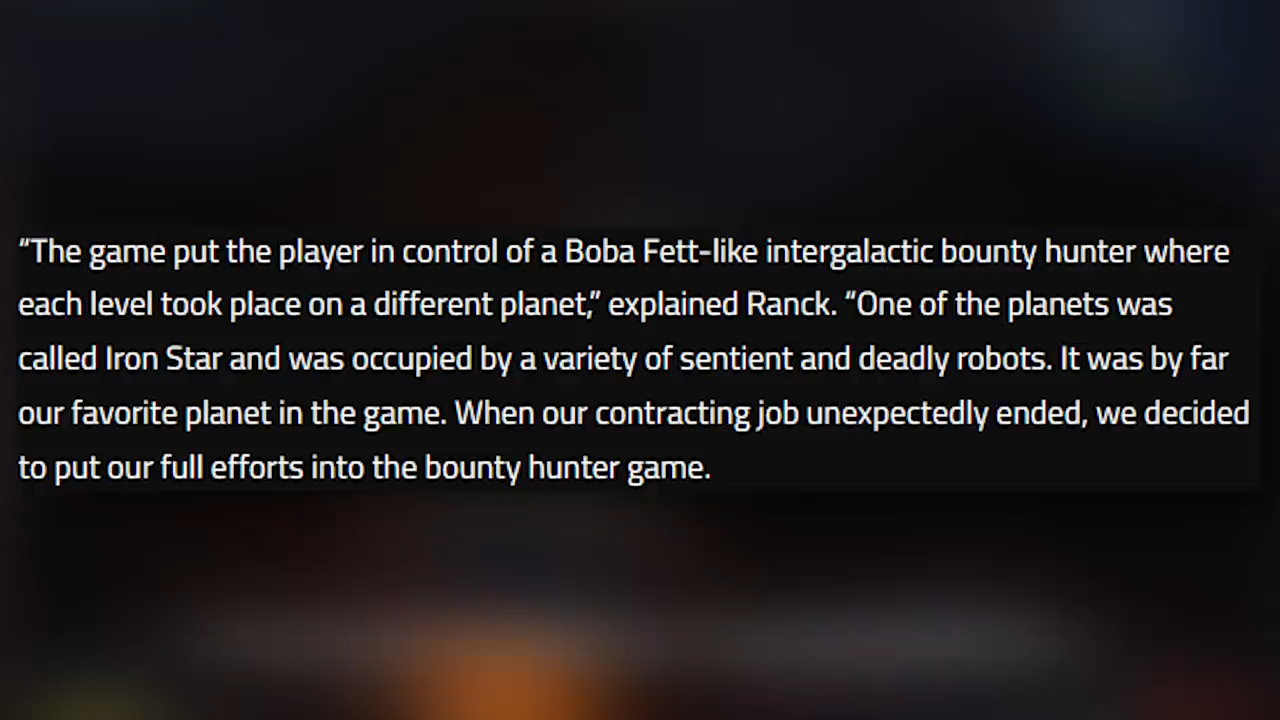 “The game put the player in control of a Boba Fett-like intergalactic bounty hunter where
each level took place on a different planet,” explained Ranck. “One of the planets was
called Iron Star and was occupied by a variety of sentient and deadly robots. It was by far
our favorite planet in the game. When our contracting job unexpectedly ended, we decided
to put our full efforts into the bounty hunter game.